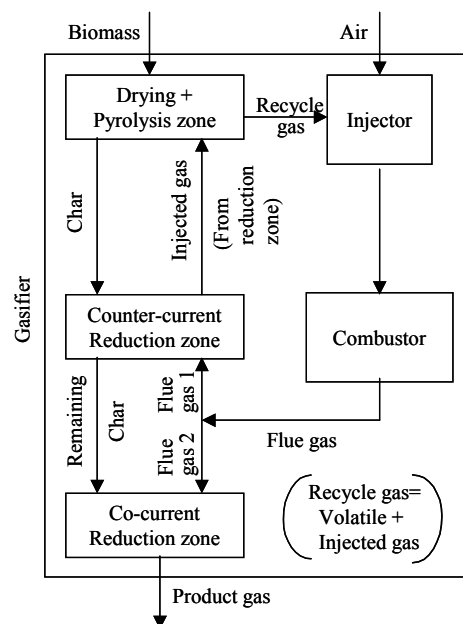 Biomass
Air
Drying +
Pyrolysis zone
Recycle
gas
Injector
Char
Injected gas
(From
reduction
zone)
Gasifier
Counter-current
Reduction zone
Combustor
Remaining
Char
Flue
gas 1
Flue
gas 2
Flue gas
Co-current
Reduction zone
Recycle gas=
Volatile +
Injected gas
Product gas